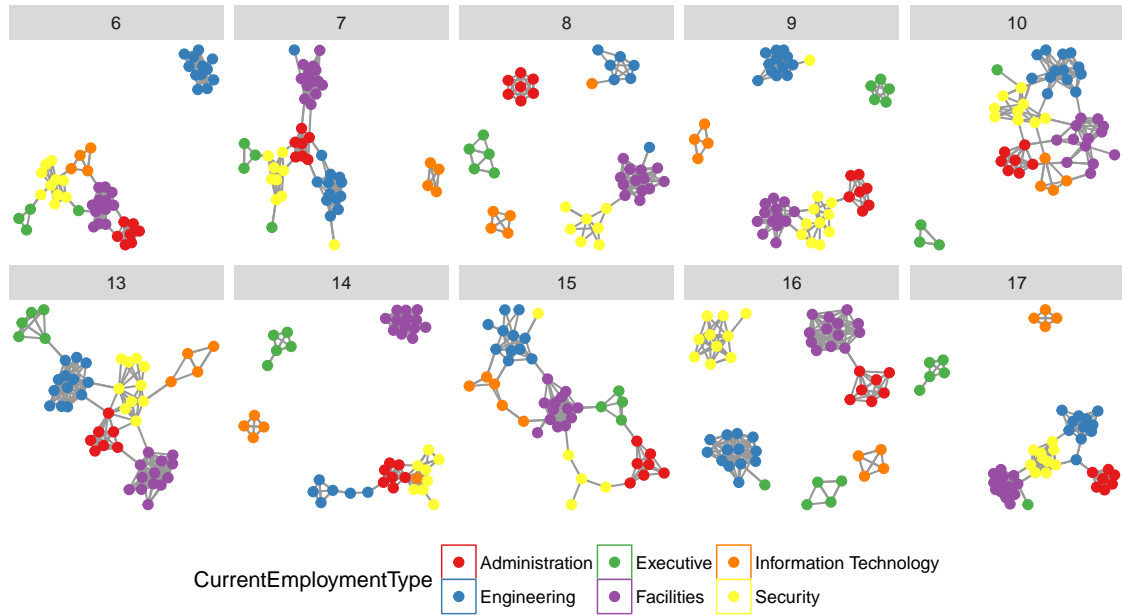 6 7 8 9 10
13 14 15 16 17
CurrentEmploymentType
Administration Executive Information Technology
Engineering Facilities Security